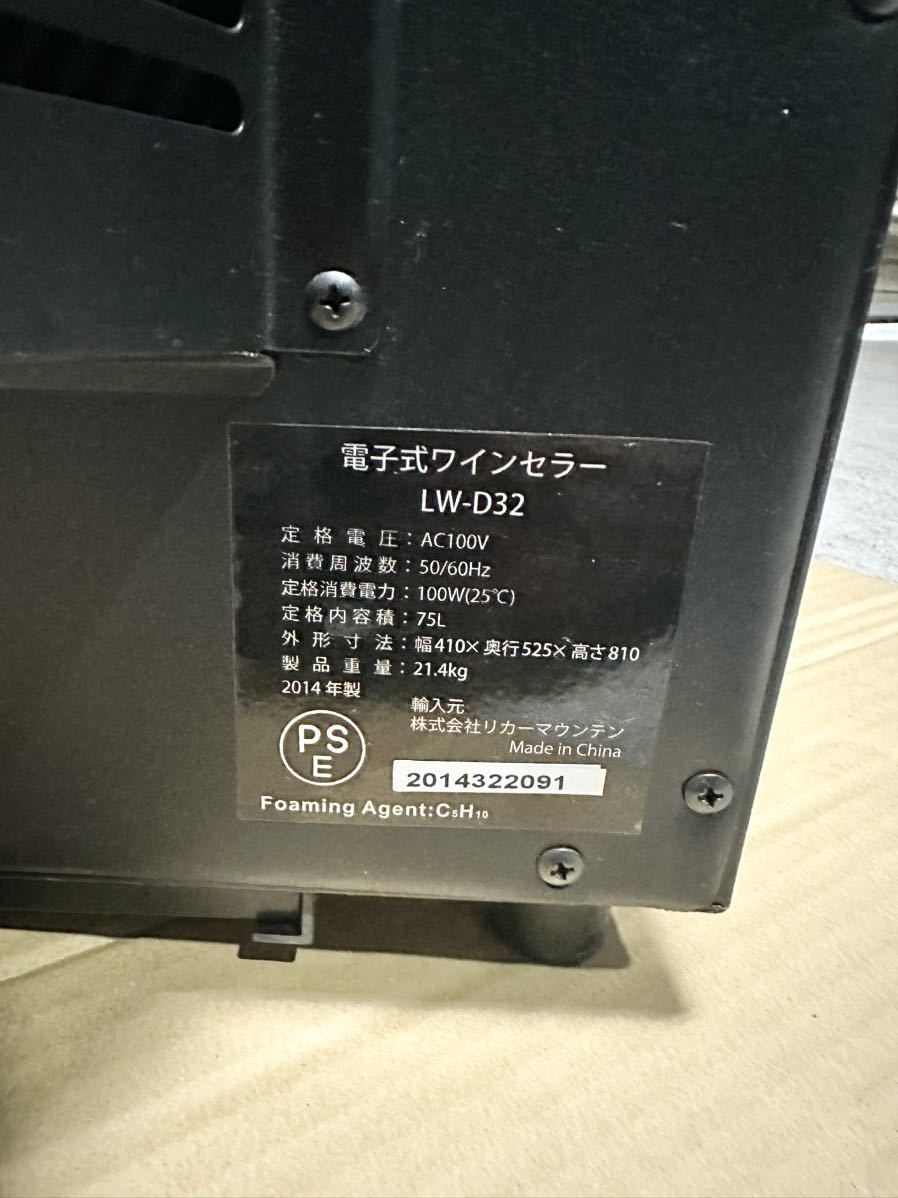 電子式ワインセラー
LW-D32
定格電圧：AC100V
消費周波数：50/60Hz
定格消費電力：100W(25℃)
定格内容積：75L
外形寸法：幅410×奥行525×高さ810
製品重量：21.4kg
2014年製
輸入元
株式会社リカーマウンテン
Made in China
PS
E
2014322091
Foaming Agent:C₅H₁₀